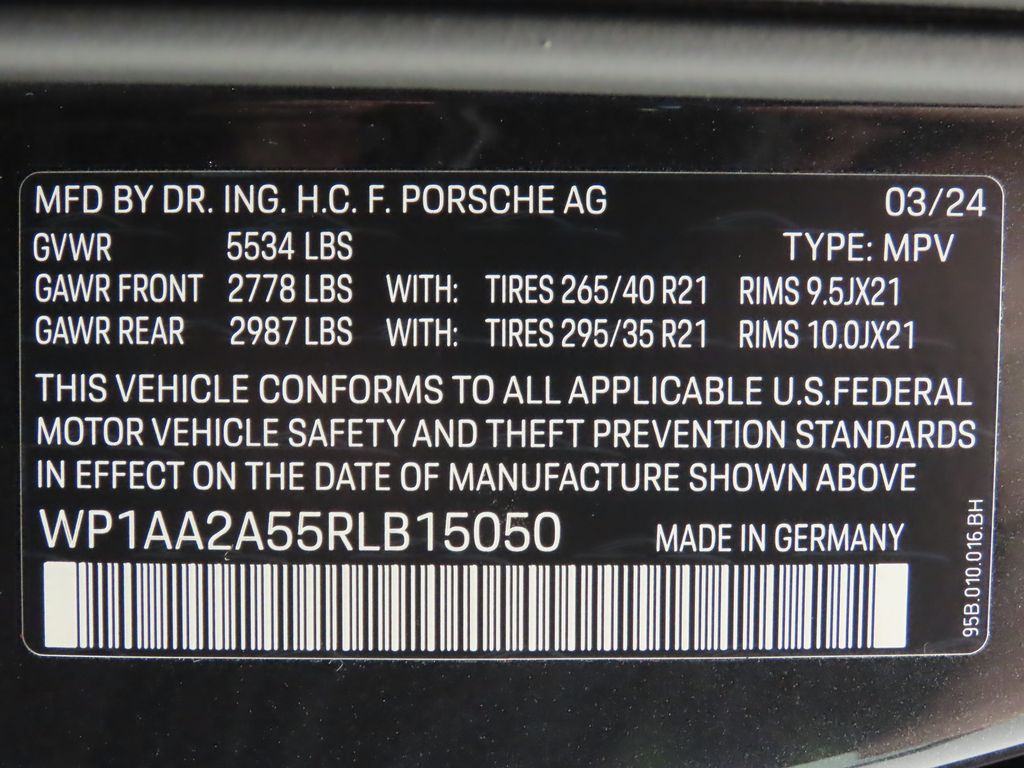 MFD BY DR. ING. H.C. F. PORSCHE AG 03/24
GVWR 5534 LBS TYPE: MPV
GAWR FRONT 2778 LBS WITH: TIRES 265/40 R21 RIMS 9.5JX21
GAWR REAR 2987 LBS WITH: TIRES 295/35 R21 RIMS 10.0JX21
THIS VEHICLE CONFORMS TO ALL APPLICABLE U.S.FEDERAL
MOTOR VEHICLE SAFETY AND THEFT PREVENTION STANDARDS
IN EFFECT ON THE DATE OF MANUFACTURE SHOWN ABOVE
WP1AA2A55RLB15050 MADE IN GERMANY
95B.010.016.BH